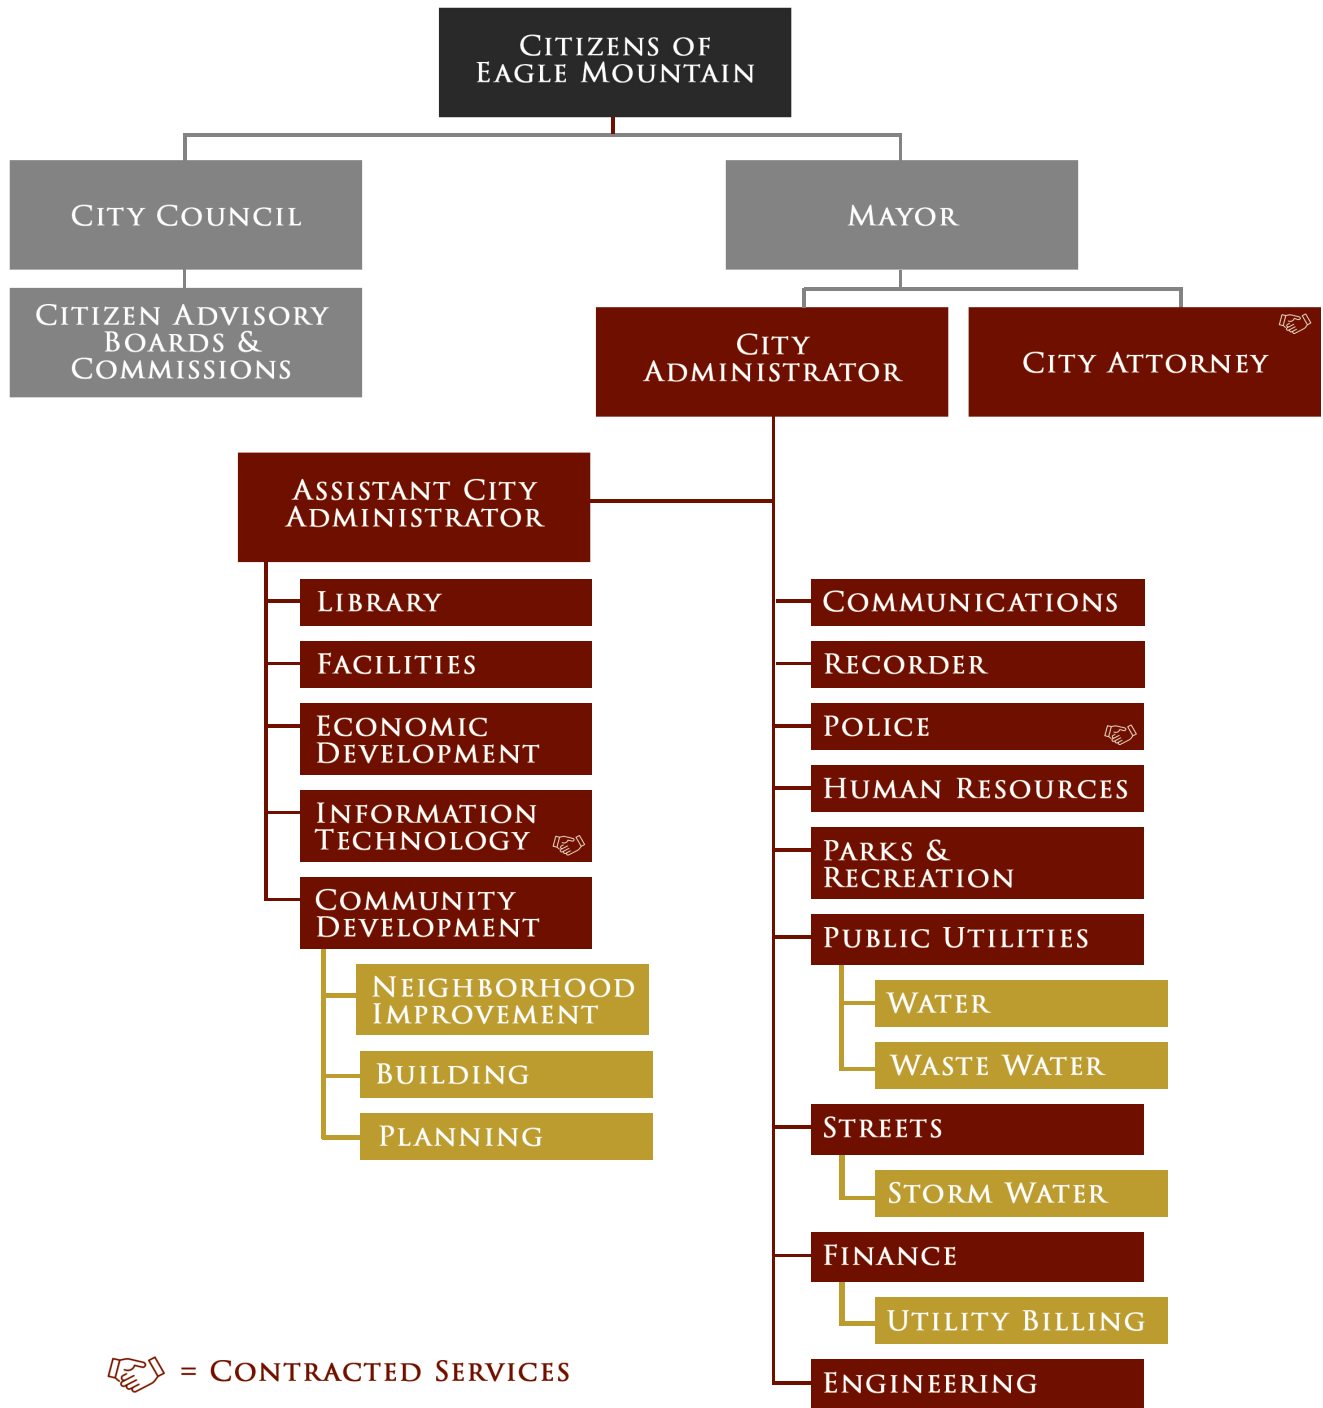 Citizens of
Eagle Mountain
City Council
Mayor
Citizen Advisory
Boards &
Commissions
City
Administrator
City Attorney
Assistant City
Administrator
Library
Facilities
Economic
Development
Information
Technology
Community
Development
Neighborhood
Improvement
Building
Planning
Communications
Recorder
Police
Human Resources
Parks &
Recreation
Public Utilities
Water
Waste Water
Streets
Storm Water
Finance
Utility Billing
Engineering
= Contracted Services